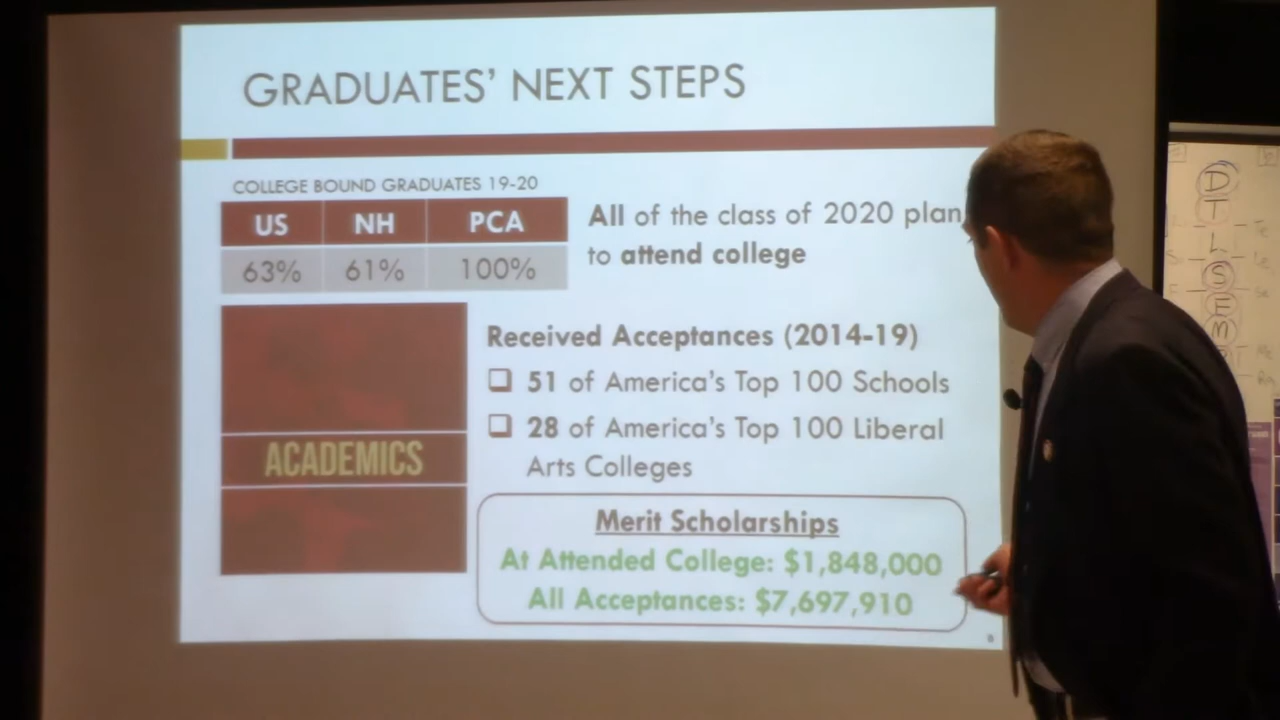 GRADUATES' NEXT STEPS
COLLEGE BOUND GRADUATES 19-20
US NH PCA
63% 61% 100%
All of the class of 2020 plan
to attend college
ACADEMICS
Received Acceptances (2014-19)
51 of America's Top 100 Schools
28 of America's Top 100 Liberal
Arts Colleges
Merit Scholarships
At Attended College: $1,848,000
All Acceptances: $7,697,910
D
I
L
S
E
M